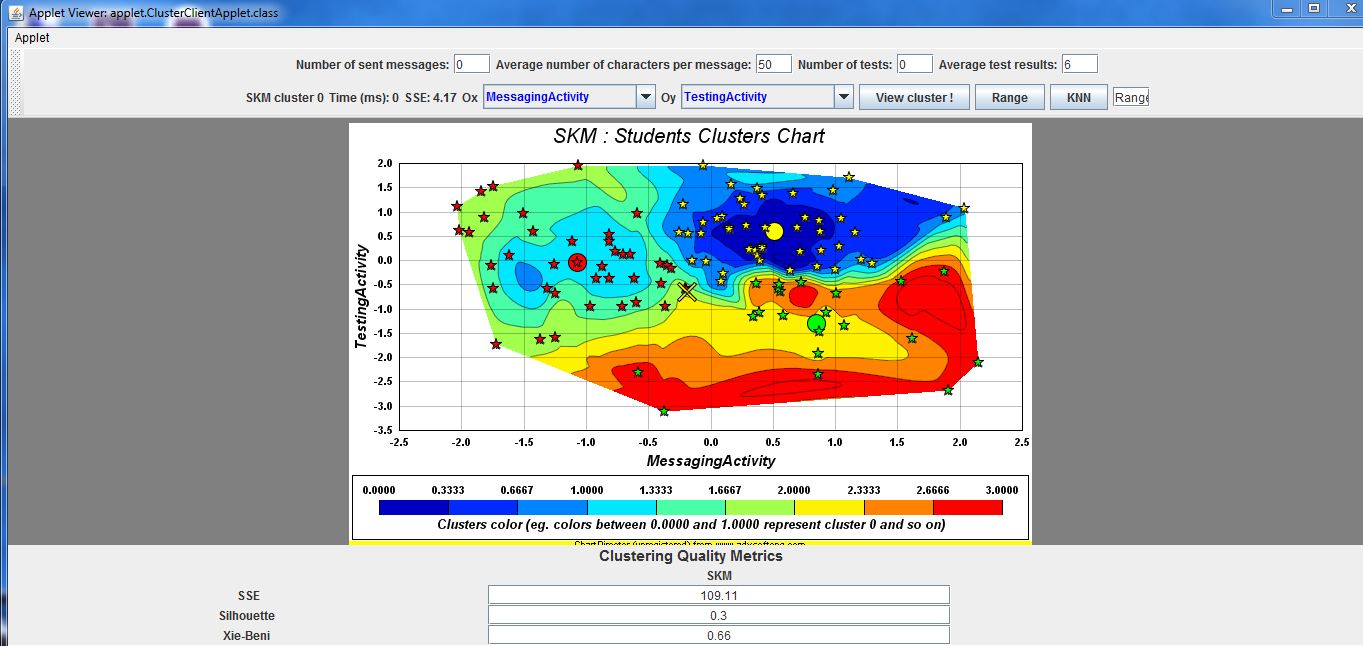 Applet Viewer: applet.ClusterClientApplet.class
Applet
Number of sent messages: 0 Average number of characters per message: 50 Number of tests: 0 Average test results: 6
SKM cluster 0 Time (ms): 0 SSE: 4.17 Ox MessagingActivity Oy TestingActivity View cluster ! Range KNN Range
SKM : Students Clusters Chart
2.0
1.5
1.0
0.5
0.0
-0.5
-1.0
-1.5
-2.0
-2.5
-3.0
-3.5
TestingActivity
-2.5 -2.0 -1.5 -1.0 -0.5 0.0 0.5 1.0 1.5 2.0 2.5
MessagingActivity
0.0000 0.3333 0.6667 1.0000 1.3333 1.6667 2.0000 2.3333 2.6666 3.0000
Clusters color (eg. colors between 0.0000 and 1.0000 represent cluster 0 and so on)
Clustering Quality Metrics
SKM
SSE 109.11
Silhouette 0.3
Xie-Beni 0.66